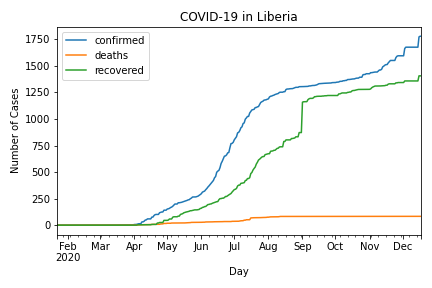 COVID-19 in Liberia
confirmed
deaths
recovered
Number of Cases
1750
1500
1250
1000
750
500
250
0
Feb Mar Apr May Jun Jul Aug Sep Oct Nov Dec
2020
Day